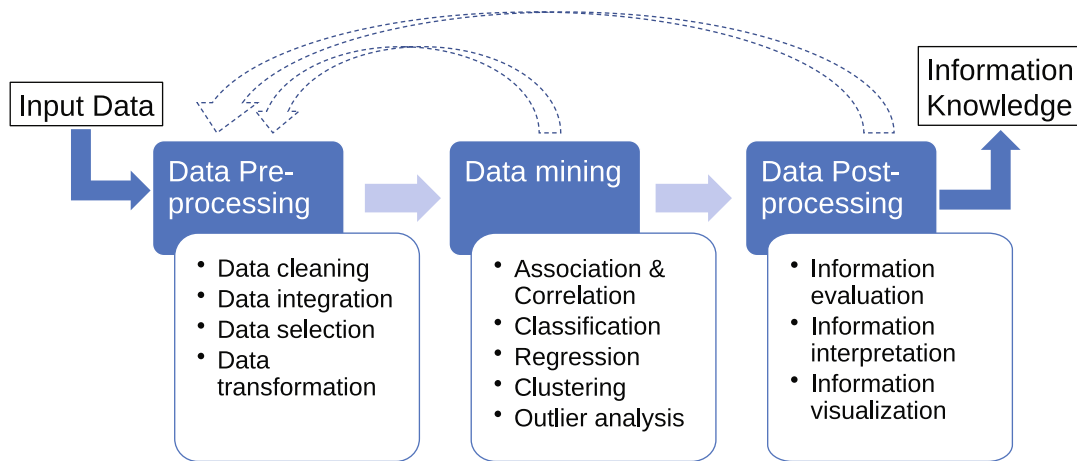 Input Data
Information
Knowledge
Data Pre-
processing
• Data cleaning
• Data integration
• Data selection
• Data
transformation
Data mining
• Association &
Correlation
• Classification
• Regression
• Clustering
• Outlier analysis
Data Post-
processing
• Information
evaluation
• Information
interpretation
• Information
visualization